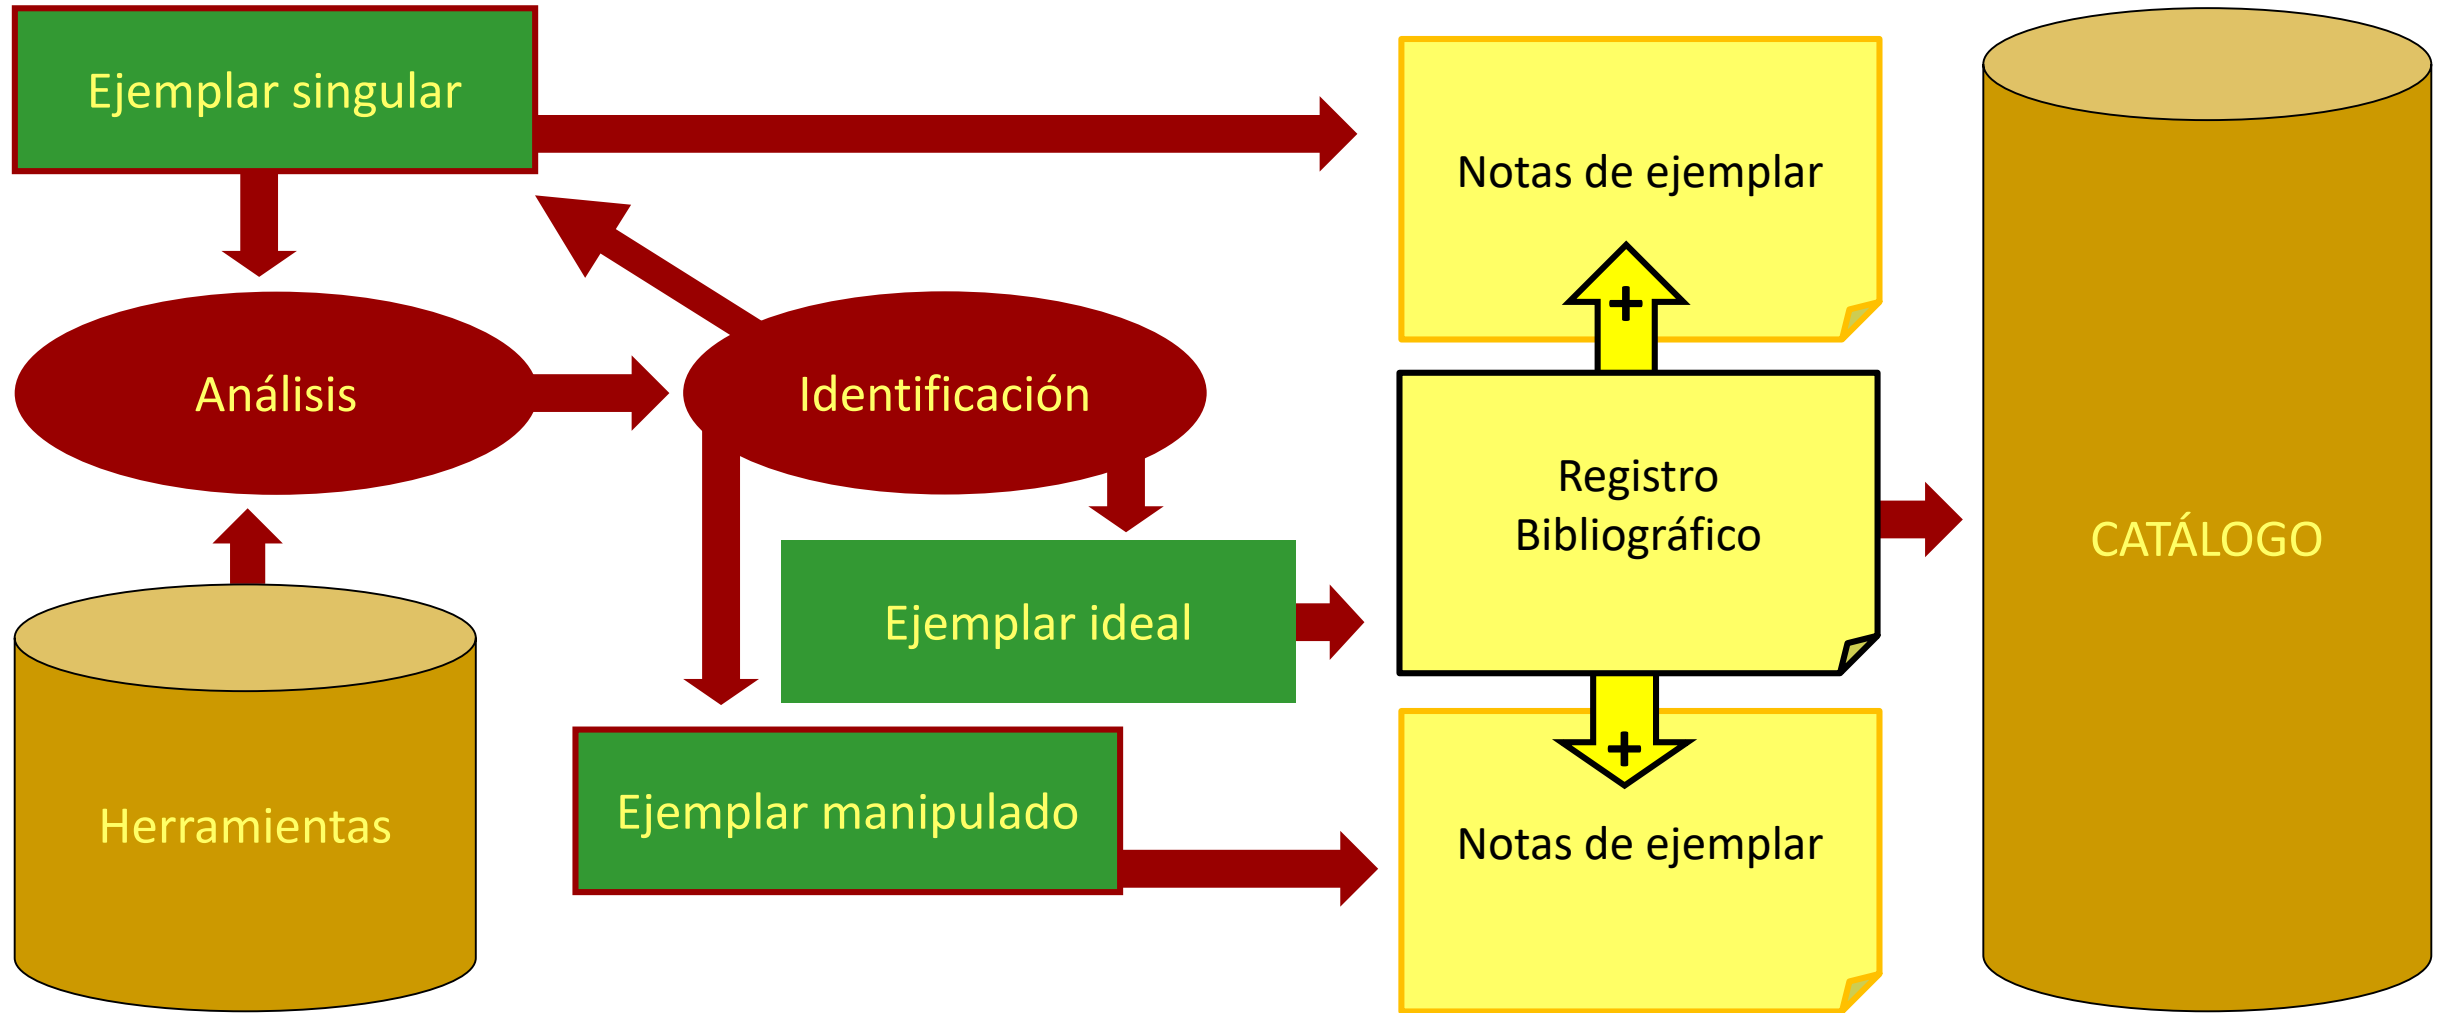 Ejemplar singular
Notas de ejemplar
+
Análisis
Identificación
Registro
Bibliográfico
CATÁLOGO
Ejemplar ideal
+
Ejemplar manipulado
Herramientas
Notas de ejemplar